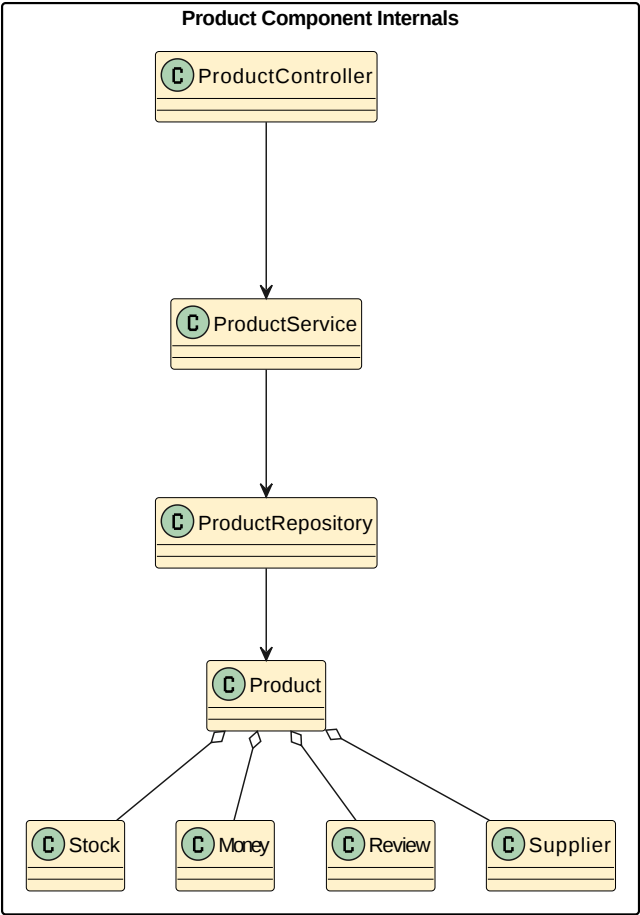 Product Component Internals
C ProductController
C ProductService
C ProductRepository
C Product
C Stock
C Money
C Review
C Supplier